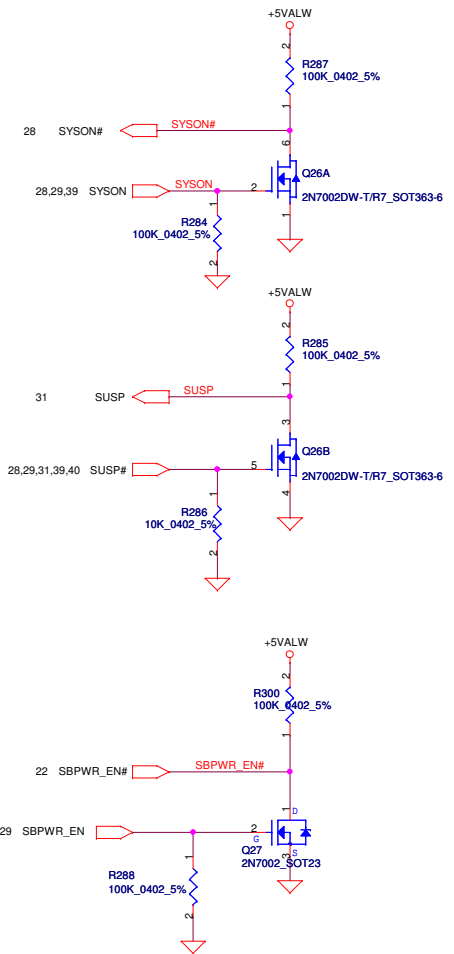 +5VALW
2
R287
100K_0402_5%
1
28 SYSON# SYSON#
6
Q26A
28,29,39 SYSON SYSON 2
2N7002DW-T/R7_SOT363-6
1
1
R284
100K_0402_5%
2
+5VALW
2
R285
100K_0402_5%
1
31 SUSP SUSP
3
Q26B
28,29,31,39,40 SUSP# 5
2N7002DW-T/R7_SOT363-6
4
1
R286
10K_0402_5%
2
+5VALW
2
R300
100K_0402_5%
1
22 SBPWR_EN# SBPWR_EN#
1 D
29 SBPWR_EN 2
G
Q27 3 S
2N7002_SOT23
1
R288
100K_0402_5%
2